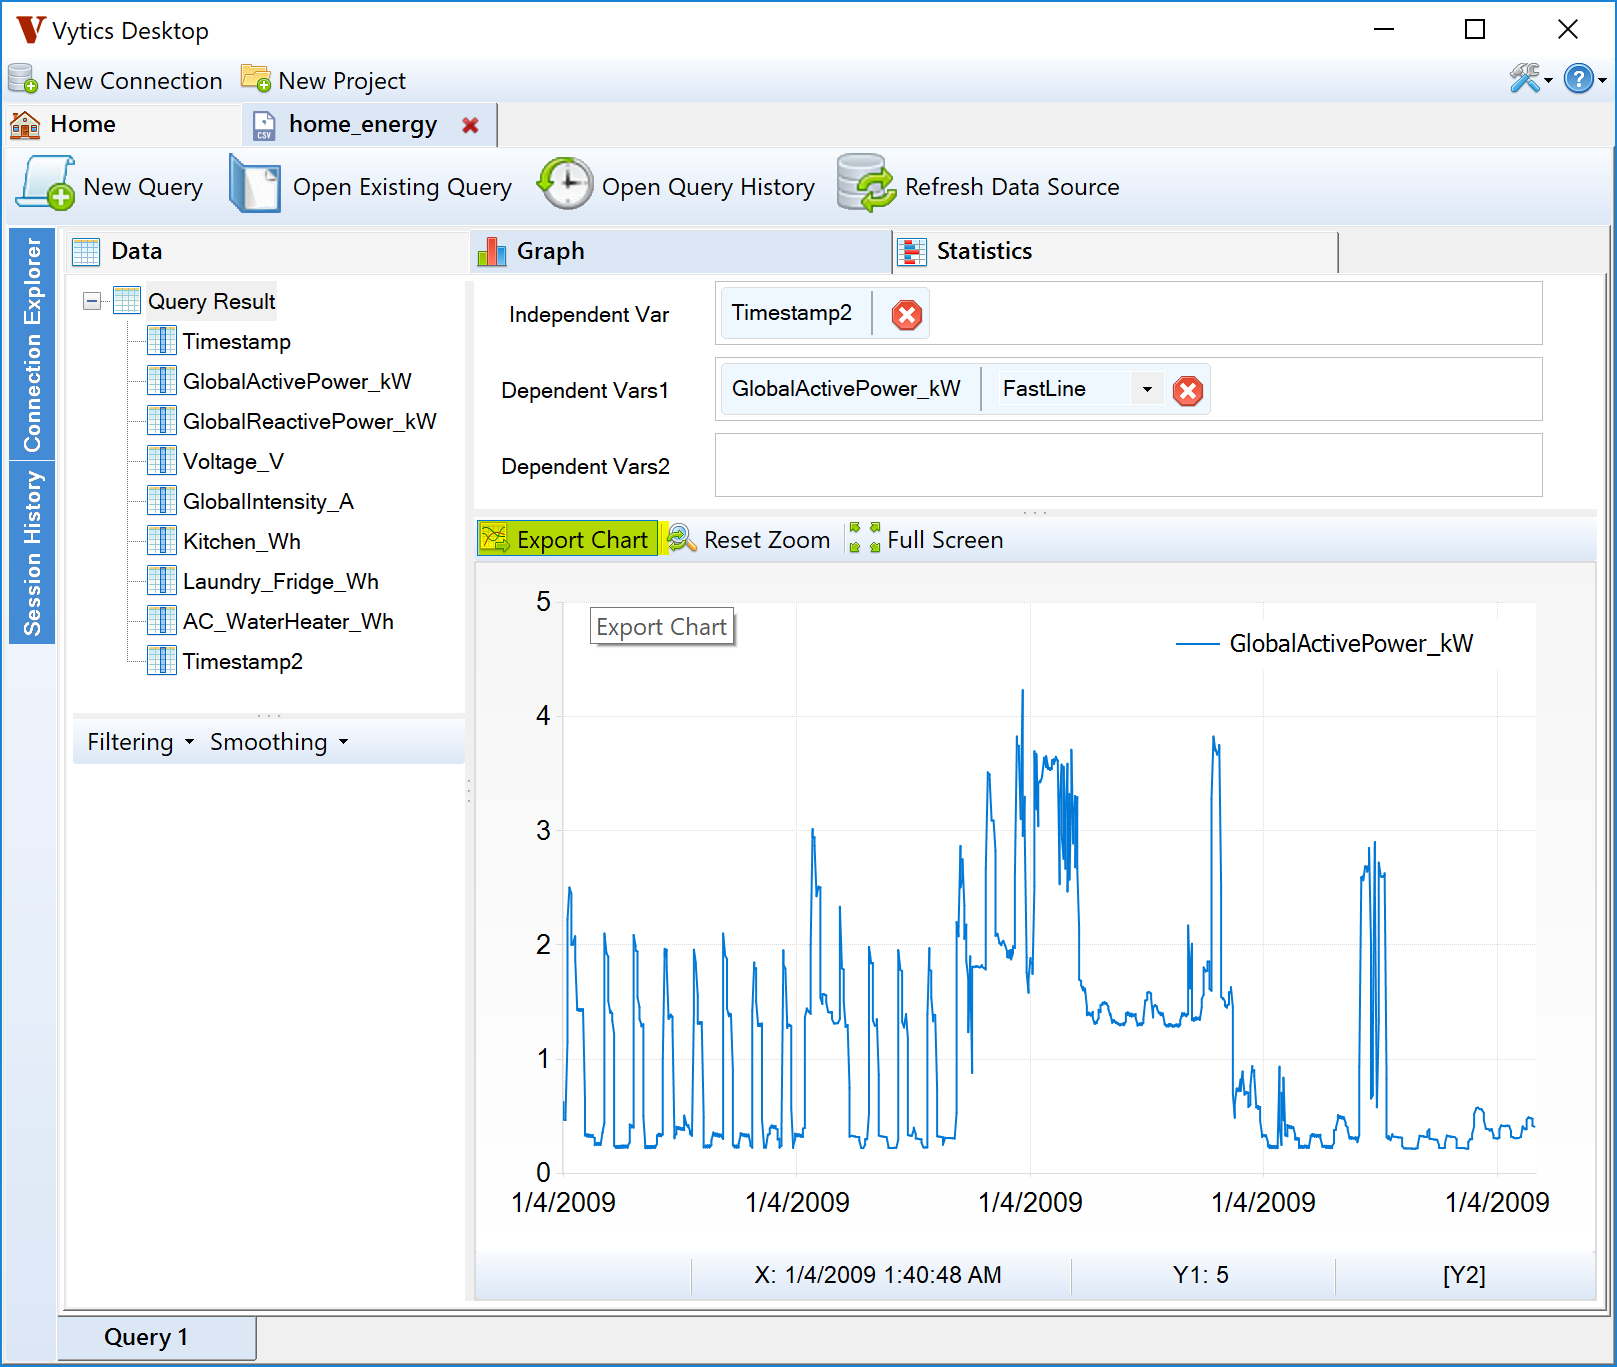 Vytics Desktop
New Connection New Project
Home home_energy
New Query Open Existing Query Open Query History Refresh Data Source
Connection Explorer
Session History
Data Graph Statistics
Query Result
Timestamp
GlobalActivePower_kW
GlobalReactivePower_kW
Voltage_V
GlobalIntensity_A
Kitchen_Wh
Laundry_Fridge_Wh
AC_WaterHeater_Wh
Timestamp2
Filtering Smoothing
Independent Var Timestamp2
Dependent Vars1 GlobalActivePower_kW FastLine
Dependent Vars2
Export Chart Reset Zoom Full Screen
Export Chart
GlobalActivePower_kW
5
4
3
2
1
0
1/4/2009 1/4/2009 1/4/2009 1/4/2009 1/4/2009
X: 1/4/2009 1:40:48 AM Y1: 5 [Y2]
Query 1